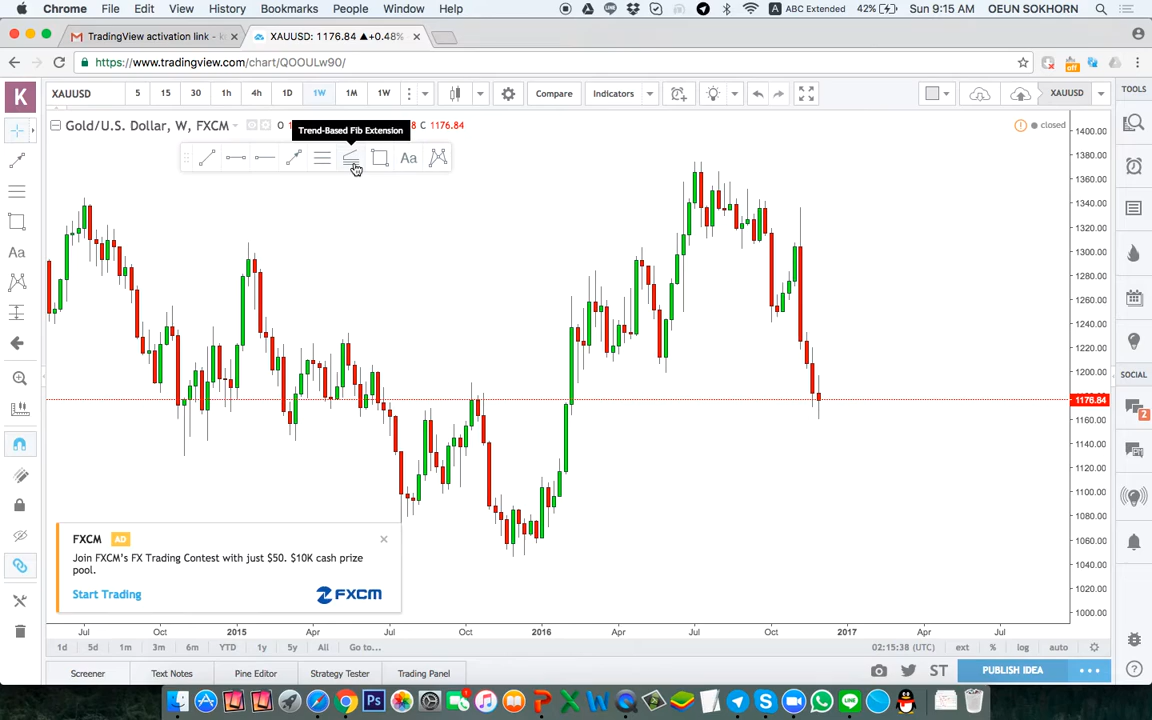 Chrome File Edit View History Bookmarks People Window Help ABC Extended 42% Sun 9:15 AM OEUN SOKHORN
TradingView activation link - XAUUSD: 1176.84 ▲+0.48%
https://www.tradingview.com/chart/QOOULw90/
K XAUUSD 5 15 30 1h 4h 1D 1W 1M 1W Compare Indicators XAUUSD TOOLS
Gold/U.S. Dollar, W, FXCM O C 1176.84 closed
Trend-Based Fib Extension
Aa
Aa
1400.00
1380.00
1360.00
1340.00
1320.00
1300.00
1280.00
1260.00
1240.00
1220.00
1200.00
1176.84
1160.00
1140.00
1120.00
1100.00
1080.00
1060.00
1040.00
1020.00
1000.00
SOCIAL
2
FXCM AD
Join FXCM's FX Trading Contest with just $50. $10K cash prize
pool.
Start Trading FXCM
Jul Oct 2015 Apr Jul Oct 2016 Apr Jul Oct 2017 Apr Jul
1d 5d 1m 3m 6m YTD 1y 5y All Go to... 02:15:38 (UTC) ext % log auto
Screener Text Notes Pine Editor Strategy Tester Trading Panel ST PUBLISH IDEA